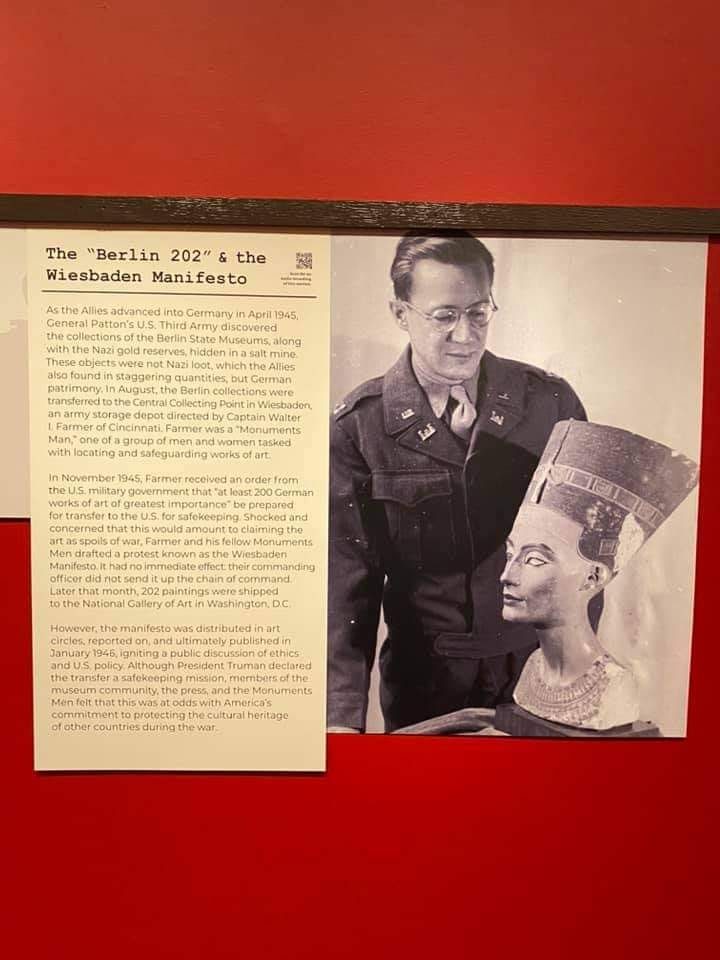 The "Berlin 202" & the
Wiesbaden Manifesto
As the Allies advanced into Germany in April 1945,
General Patton's U.S. Third Army discovered
the collections of the Berlin State Museums, along
with the Nazi gold reserves, hidden in a salt mine.
These objects were not Nazi loot, which the Allies
also found in staggering quantities, but German
patrimony. In August, the Berlin collections were
transferred to the Central Collecting Point in Wiesbaden,
an army storage depot directed by Captain Walter
I. Farmer of Cincinnati. Farmer was a "Monuments
Man," one of a group of men and women tasked
with locating and safeguarding works of art.
In November 1945, Farmer received an order from
the U.S. military government that "at least 200 German
works of art of greatest importance" be prepared
for transfer to the U.S. for safekeeping. Shocked and
concerned that this would amount to claiming the
art as spoils of war, Farmer and his fellow Monuments
Men drafted a protest known as the Wiesbaden
Manifesto. It had no immediate effect: their commanding
officer did not send it up the chain of command.
Later that month, 202 paintings were shipped
to the National Gallery of Art in Washington, D.C.
However, the manifesto was distributed in art
circles, reported on, and ultimately published in
January 1946, igniting a public discussion of ethics
and U.S. policy. Although President Truman declared
the transfer a safekeeping mission, members of the
museum community, the press, and the Monuments
Men felt that this was at odds with America's
commitment to protecting the cultural heritage
of other countries during the war.